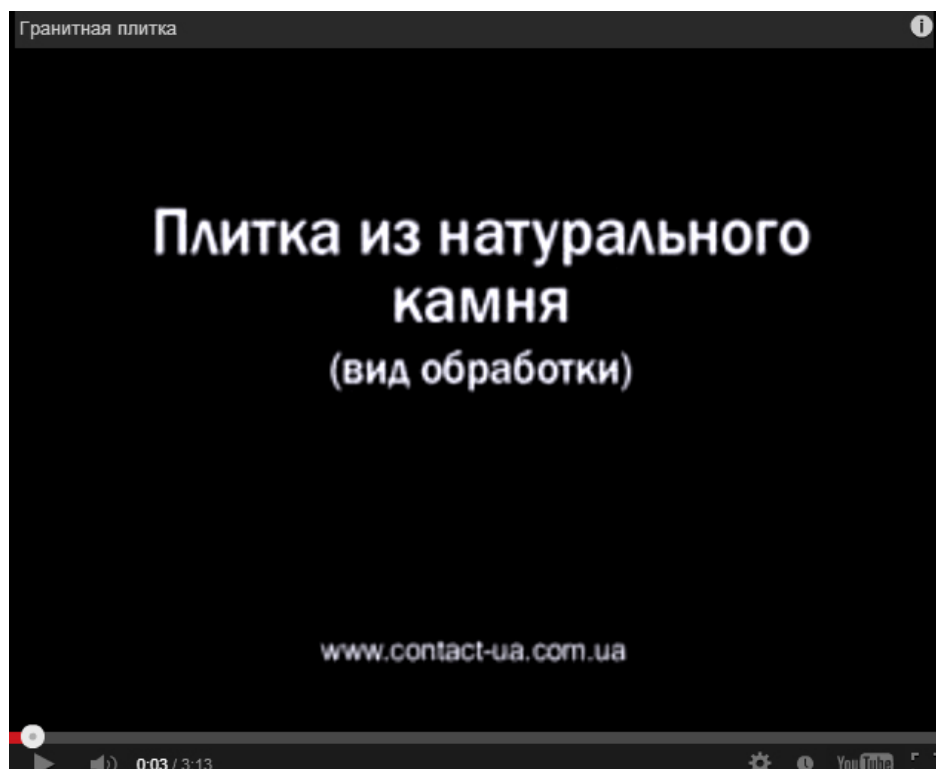 Гранитная плитка
Плитка из натурального
камня
(вид обработки)
www.contact-ua.com.ua
0:03 / 3:13
YouTube